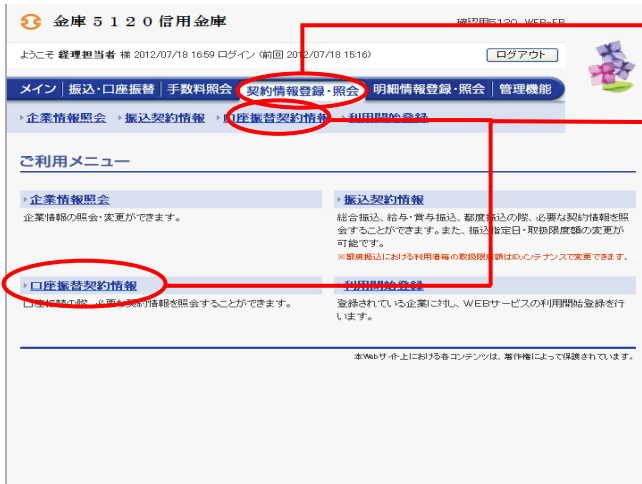 金庫5120信用金庫
確認用5120 WEB-FB
ようこそ 経理担当者 様 2012/07/18 16:59 ログイン (前回 2012/07/18 15:16)
ログアウト
メイン 振込・口座振替 手数料照会 契約情報登録・照会 明細情報登録・照会 管理機能
企業情報照会 振込契約情報 口座振替契約情報 利用開始登録
ご利用メニュー
企業情報照会
企業情報の照会・変更ができます。
振込契約情報
総合振込、給与・賞与振込、都度振込の際、必要な契約情報を照
会することができます。また、振込指定日・取扱限度額の変更が
可能です。
※都度振込における利用者毎の取扱限度額はIDメンテナンスで変更できます。
口座振替契約情報
口座振替の際、必要な契約情報を照会することができます。
利用開始登録
登録されている企業に対し、WEBサービスの利用開始登録を行
います。
本Webサイト上における各コンテンツは、著作権によって保護されています。